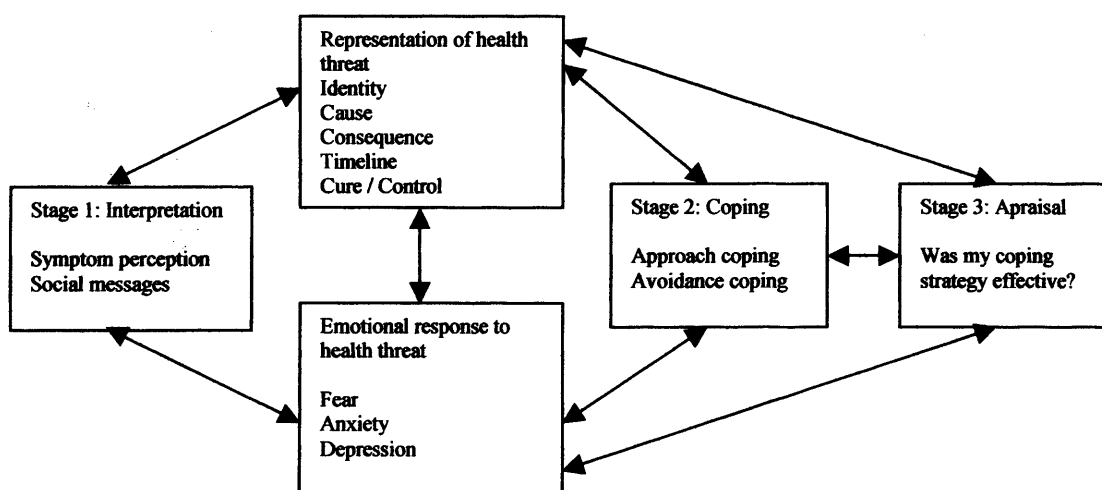 Representation of health
threat
Identity
Cause
Consequence
Timeline
Cure / Control
Stage 1: Interpretation
Symptom perception
Social messages
Stage 2: Coping
Approach coping
Avoidance coping
Stage 3: Apraisal
Was my coping
strategy effective?
Emotional response to
health threat
Fear
Anxiety
Depression